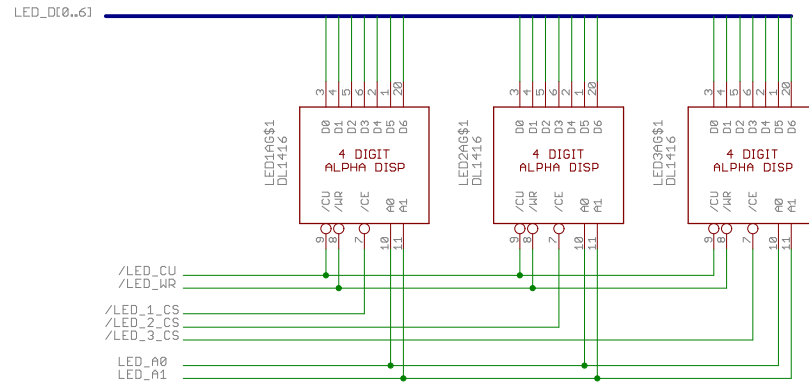 LED_D[0..6]
3 4 5 6 2 1 20
D0 D1 D2 D3 D4 D5 D6
LED1AG$1
DL1416
4 DIGIT
ALPHA DISP
/CU /WR /CE A0 A1
9 8 7 10 11
3 4 5 6 2 1 20
D0 D1 D2 D3 D4 D5 D6
LED2AG$1
DL1416
4 DIGIT
ALPHA DISP
/CU /WR /CE A0 A1
9 8 7 10 11
3 4 5 6 2 1 20
D0 D1 D2 D3 D4 D5 D6
LED3AG$1
DL1416
4 DIGIT
ALPHA DISP
/CU /WR /CE A0 A1
9 8 7 10 11
/LED_CU
/LED_WR
/LED_1_CS
/LED_2_CS
/LED_3_CS
LED_A0
LED_A1